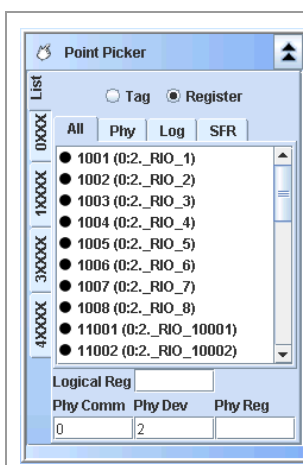 Point Picker
List
0XXX
1XXXX
3XXXX
4XXXX
Tag Register
All Phy Log SFR
1001 (0:2._RIO_1)
1002 (0:2._RIO_2)
1003 (0:2._RIO_3)
1004 (0:2._RIO_4)
1005 (0:2._RIO_5)
1006 (0:2._RIO_6)
1007 (0:2._RIO_7)
1008 (0:2._RIO_8)
11001 (0:2._RIO_10001)
11002 (0:2._RIO_10002)
Logical Reg
Phy Comm Phy Dev Phy Reg
0 2